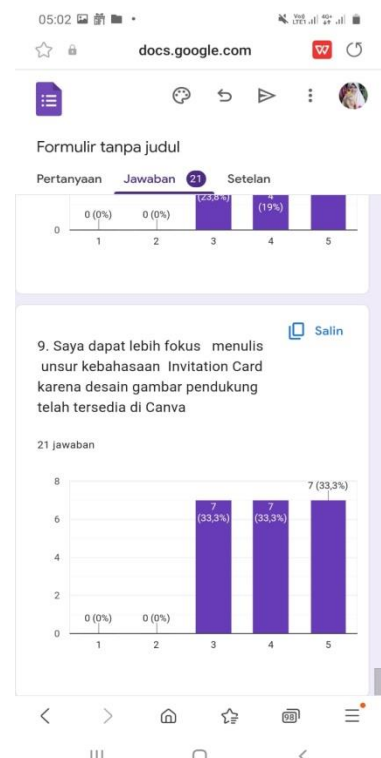 05:02
docs.google.com
Formulir tanpa judul
Pertanyaan Jawaban 21 Setelan
(23,8%) 4
(19%)
0 (0%) 0 (0%)
0
1 2 3 4 5
Salin
9. Saya dapat lebih fokus menulis
unsur kebahasaan Invitation Card
karena desain gambar pendukung
telah tersedia di Canva
21 jawaban
8
7 (33,3%)
7 7
6 (33,3%) (33,3%)
4
2
0 (0%) 0 (0%)
0
1 2 3 4 5
98